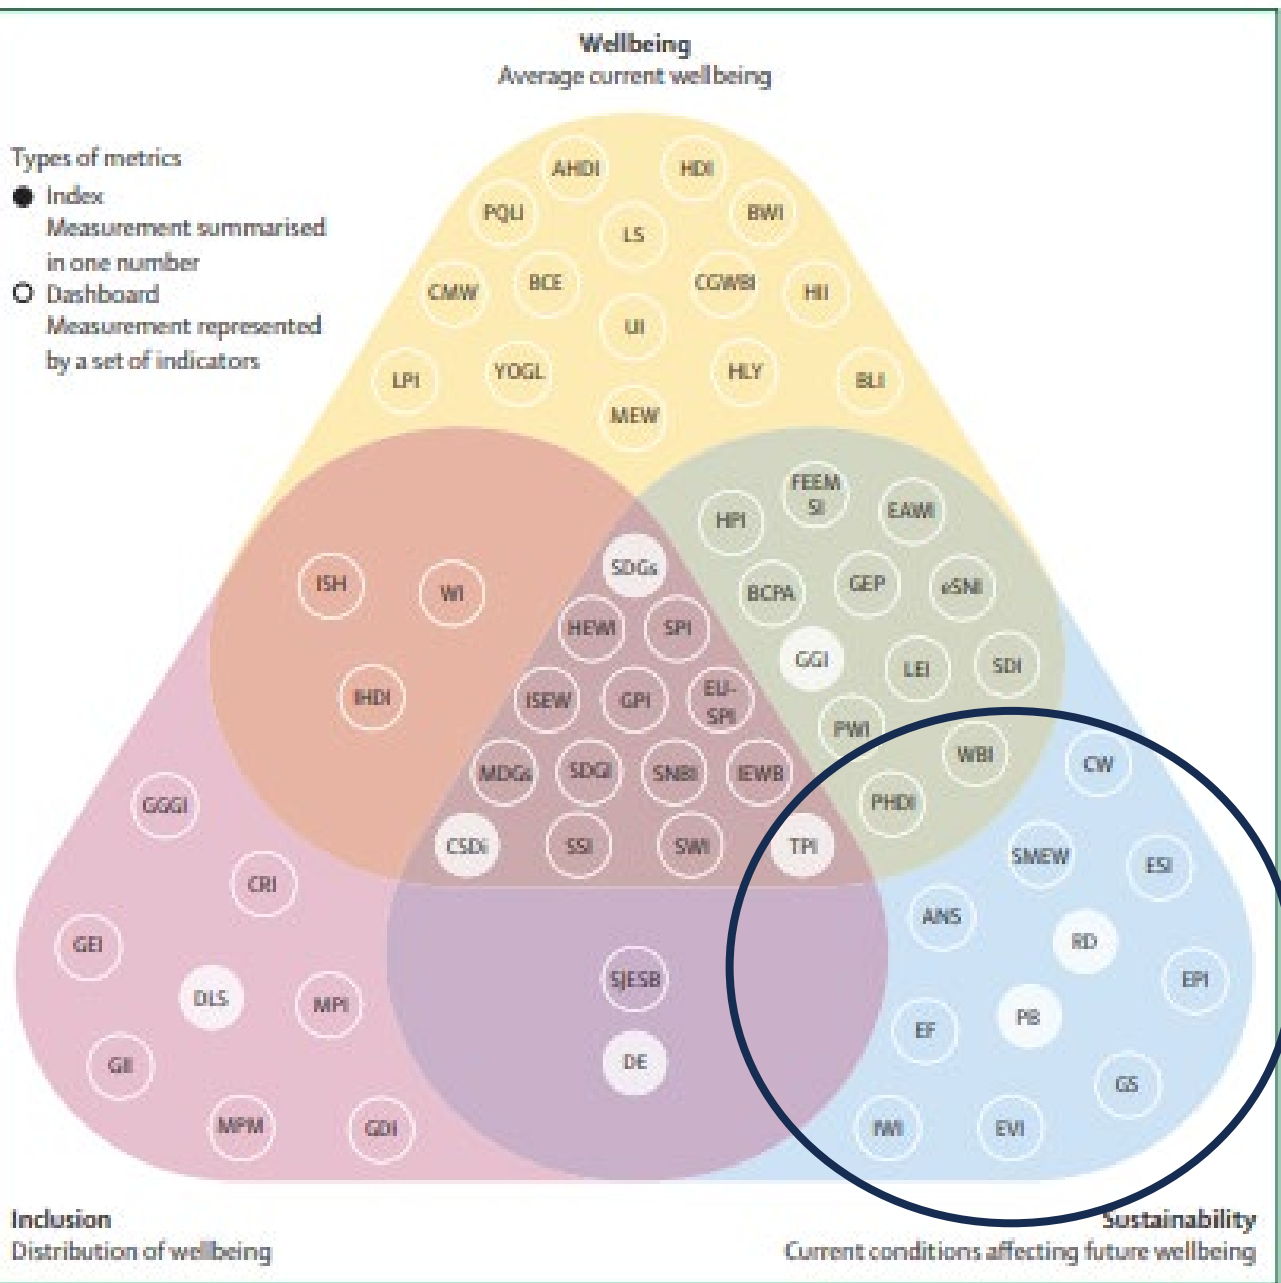 Wellbeing
Average current wellbeing
Types of metrics
Index
Measurement summarised
in one number
Dashboard
Measurement represented
by a set of indicators
AHDI
HDI
PQLI
BWI
LS
CMW
BCE
CGWBI
HII
UI
LPI
YOGL
HLY
BLI
MEW
FEEM
SI
HPI
EAWI
ISH
WI
SDGs
BCPA
GEP
eSNI
HEWI
SPI
GGI
LEI
SDI
IHDI
ISEW
GPI
EU-
SPI
PWI
WBI
CW
MDGs
SDGI
SNBI
IEWB
GGGI
PHDI
CSDi
SSI
SWI
TPI
SMEW
ESI
CRI
ANS
GEI
RD
DLS
MPI
SJESB
EPI
PB
EF
GII
DE
GS
MPM
GDI
IWI
EVI
Inclusion
Distribution of wellbeing
Sustainability
Current conditions affecting future wellbeing